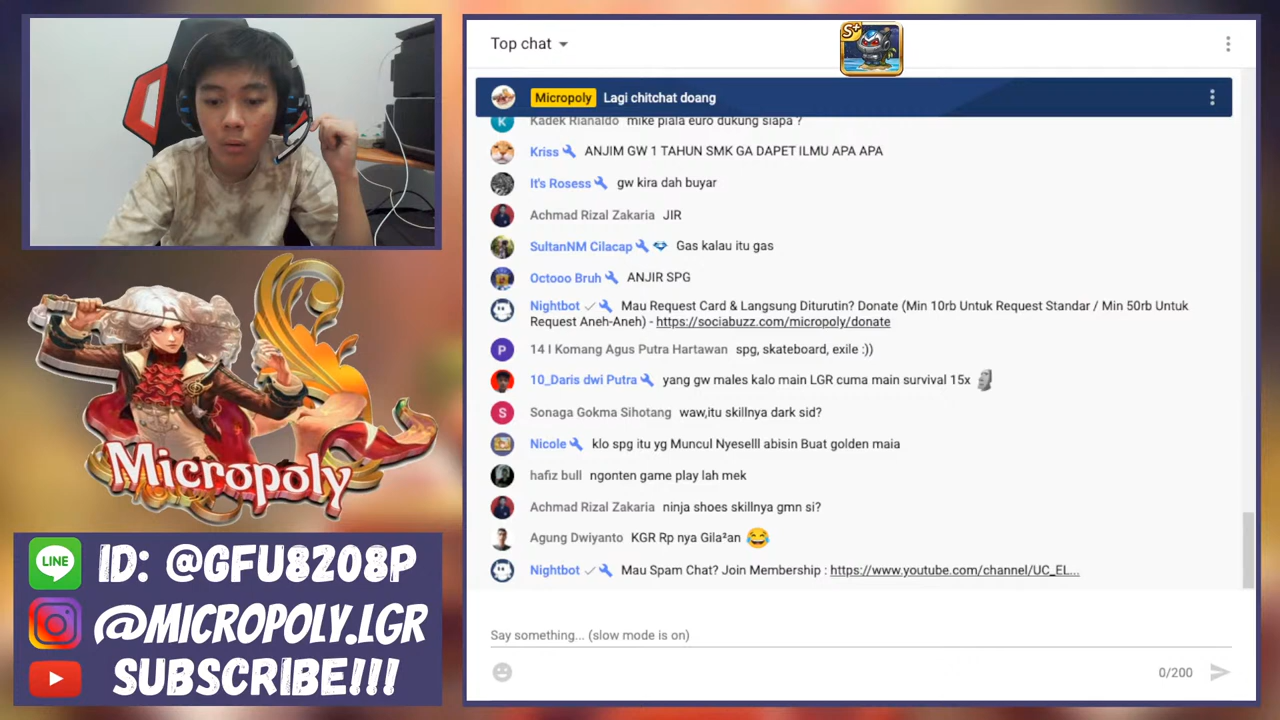 Top chat
S+
Micropoly Lagi chitchat doang
Kadek Rianaldo mike piala euro dukung siapa ?
Kriss ANJIM GW 1 TAHUN SMK GA DAPET ILMU APA APA
It's Rosess gw kira dah buyar
Achmad Rizal Zakaria JIR
SultanNM Cilacap Gas kalau itu gas
Octooo Bruh ANJIR SPG
Nightbot Mau Request Card & Langsung Diturutin? Donate (Min 10rb Untuk Request Standar / Min 50rb Untuk
Request Aneh-Aneh) - https://sociabuzz.com/micropoly/donate
14 I Komang Agus Putra Hartawan spg, skateboard, exile :))
10_Daris dwi Putra yang gw males kalo main LGR cuma main survival 15x
Sonaga Gokma Sihotang waw,itu skillnya dark sid?
Nicole klo spg itu yg Muncul Nyeselll abisin Buat golden maia
hafiz bull ngonten game play lah mek
Achmad Rizal Zakaria ninja shoes skillnya gmn si?
Agung Dwiyanto KGR Rp nya Gila²an
Nightbot Mau Spam Chat? Join Membership : https://www.youtube.com/channel/UC_EL...
Say something... (slow mode is on)
0/200
Micropoly
LINE ID: @GFU8208P
@MICROPOLY.LGR
SUBSCRIBE!!!